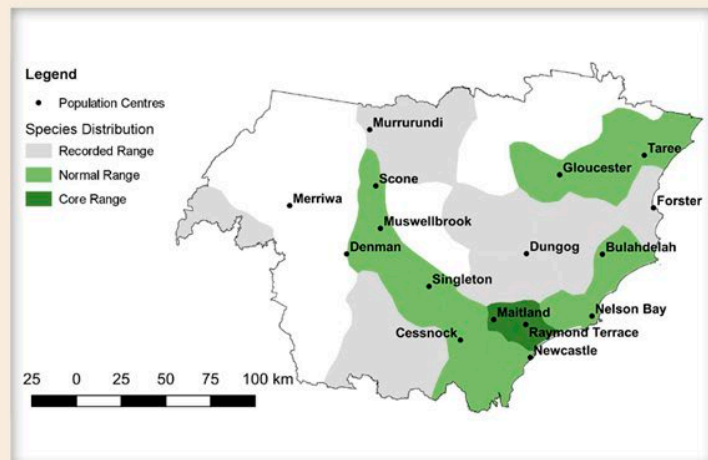 Legend
Population Centres
Species Distribution
Recorded Range
Normal Range
Core Range
Murrurundi
Taree
Gloucester
Scone
Merriwa
Forster
Muswellbrook
Denman
Dungog
Bulahdelah
Singleton
Maitland
Nelson Bay
Raymond Terrace
Cessnock
Newcastle
25 0 25 50 75 100 km